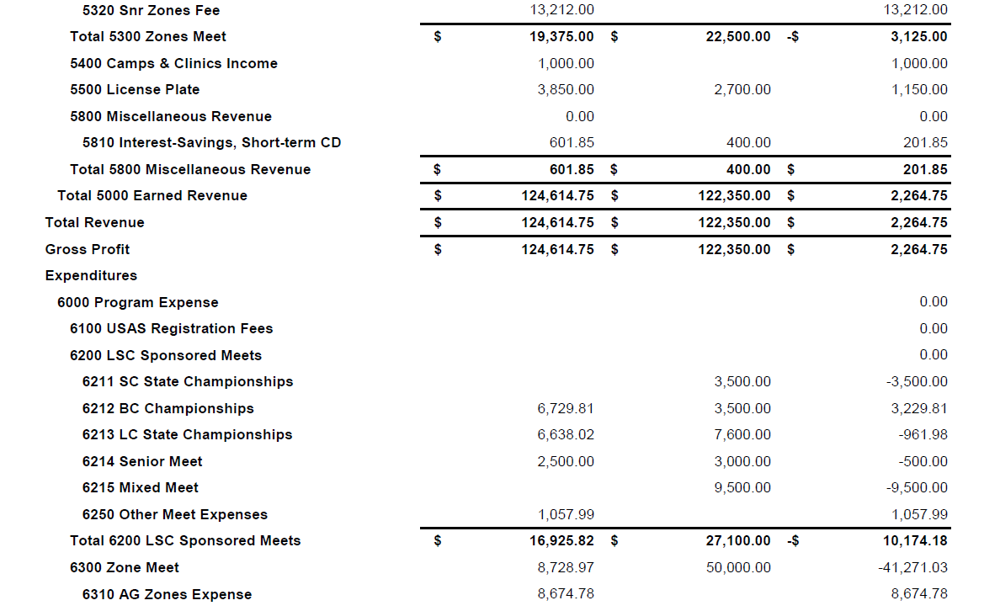 5320 Snr Zones Fee 13,212.00 13,212.00
Total 5300 Zones Meet $ 19,375.00 $ 22,500.00 -$ 3,125.00
5400 Camps & Clinics Income 1,000.00 1,000.00
5500 License Plate 3,850.00 2,700.00 1,150.00
5800 Miscellaneous Revenue 0.00 0.00
5810 Interest-Savings, Short-term CD 601.85 400.00 201.85
Total 5800 Miscellaneous Revenue $ 601.85 $ 400.00 $ 201.85
Total 5000 Earned Revenue $ 124,614.75 $ 122,350.00 $ 2,264.75
Total Revenue $ 124,614.75 $ 122,350.00 $ 2,264.75
Gross Profit $ 124,614.75 $ 122,350.00 $ 2,264.75
Expenditures
6000 Program Expense 0.00
6100 USAS Registration Fees 0.00
6200 LSC Sponsored Meets 0.00
6211 SC State Championships 3,500.00 -3,500.00
6212 BC Championships 6,729.81 3,500.00 3,229.81
6213 LC State Championships 6,638.02 7,600.00 -961.98
6214 Senior Meet 2,500.00 3,000.00 -500.00
6215 Mixed Meet 9,500.00 -9,500.00
6250 Other Meet Expenses 1,057.99 1,057.99
Total 6200 LSC Sponsored Meets $ 16,925.82 $ 27,100.00 -$ 10,174.18
6300 Zone Meet 8,728.97 50,000.00 -41,271.03
6310 AG Zones Expense 8,674.78 8,674.78